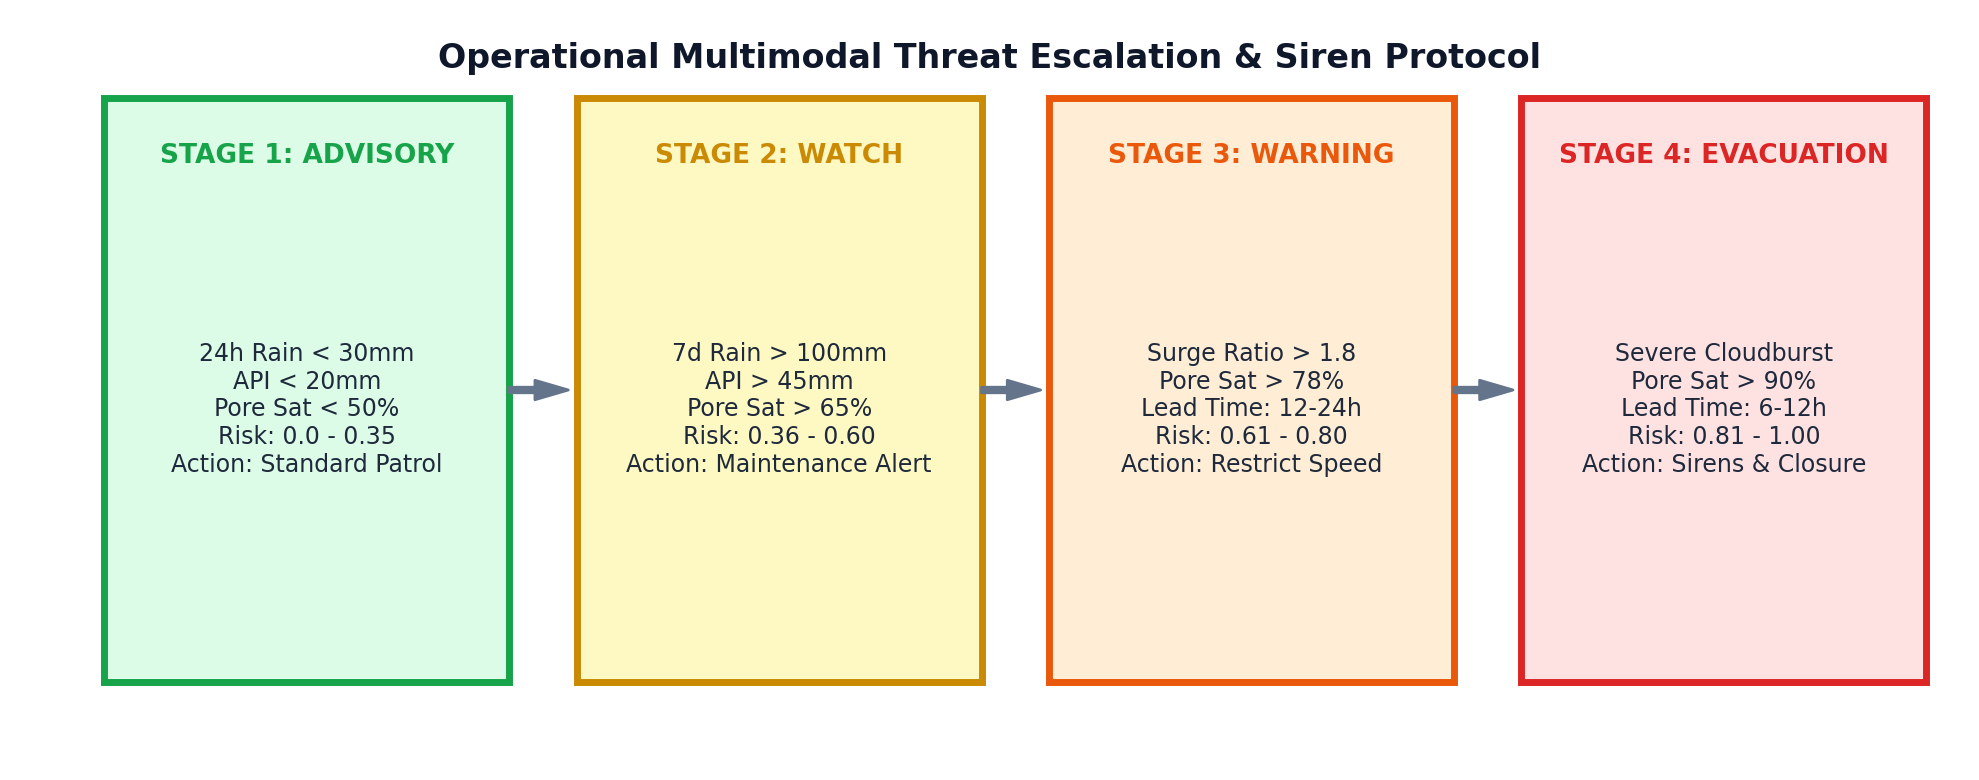 Operational Multimodal Threat Escalation & Siren Protocol
STAGE 1: ADVISORY
24h Rain < 30mm
API < 20mm
Pore Sat < 50%
Risk: 0.0 - 0.35
Action: Standard Patrol
STAGE 2: WATCH
7d Rain > 100mm
API > 45mm
Pore Sat > 65%
Risk: 0.36 - 0.60
Action: Maintenance Alert
STAGE 3: WARNING
Surge Ratio > 1.8
Pore Sat > 78%
Lead Time: 12-24h
Risk: 0.61 - 0.80
Action: Restrict Speed
STAGE 4: EVACUATION
Severe Cloudburst
Pore Sat > 90%
Lead Time: 6-12h
Risk: 0.81 - 1.00
Action: Sirens & Closure